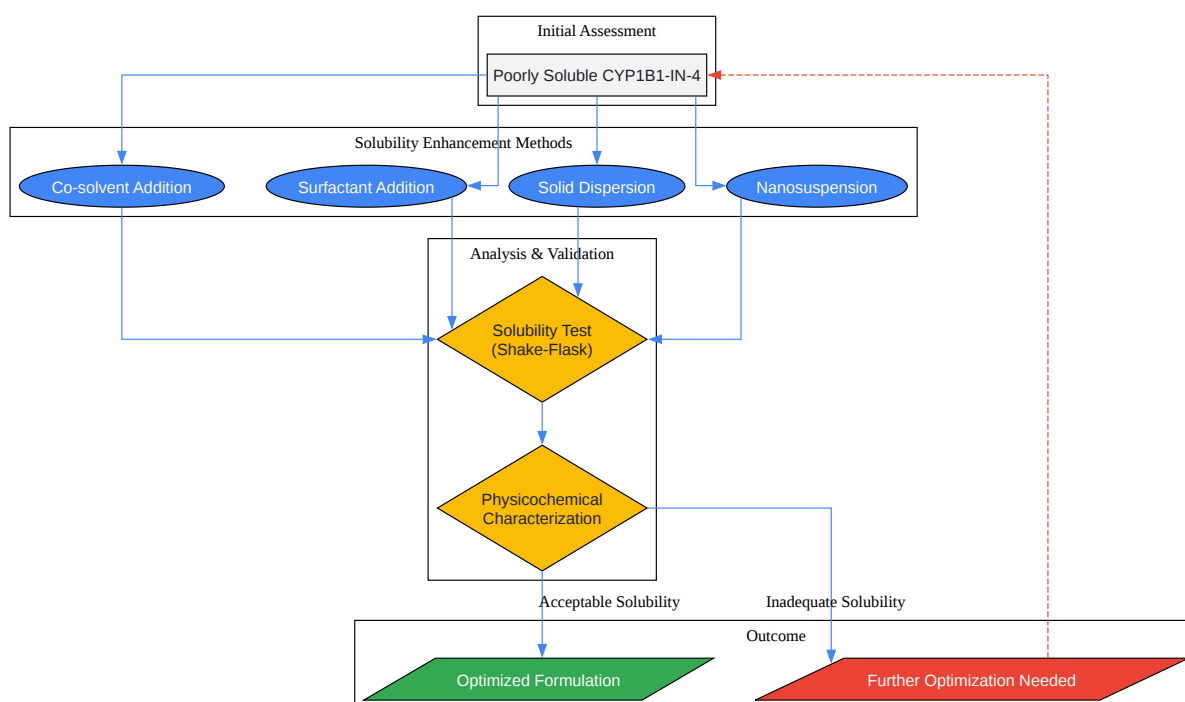 Initial Assessment
Poorly Soluble CYP1B1-IN-4
Solubility Enhancement Methods
Co-solvent Addition
Surfactant Addition
Solid Dispersion
Nanosuspension
Analysis & Validation
Solubility Test
(Shake-Flask)
Physicochemical
Characterization
Acceptable Solubility
Inadequate Solubility
Outcome
Optimized Formulation
Further Optimization Needed